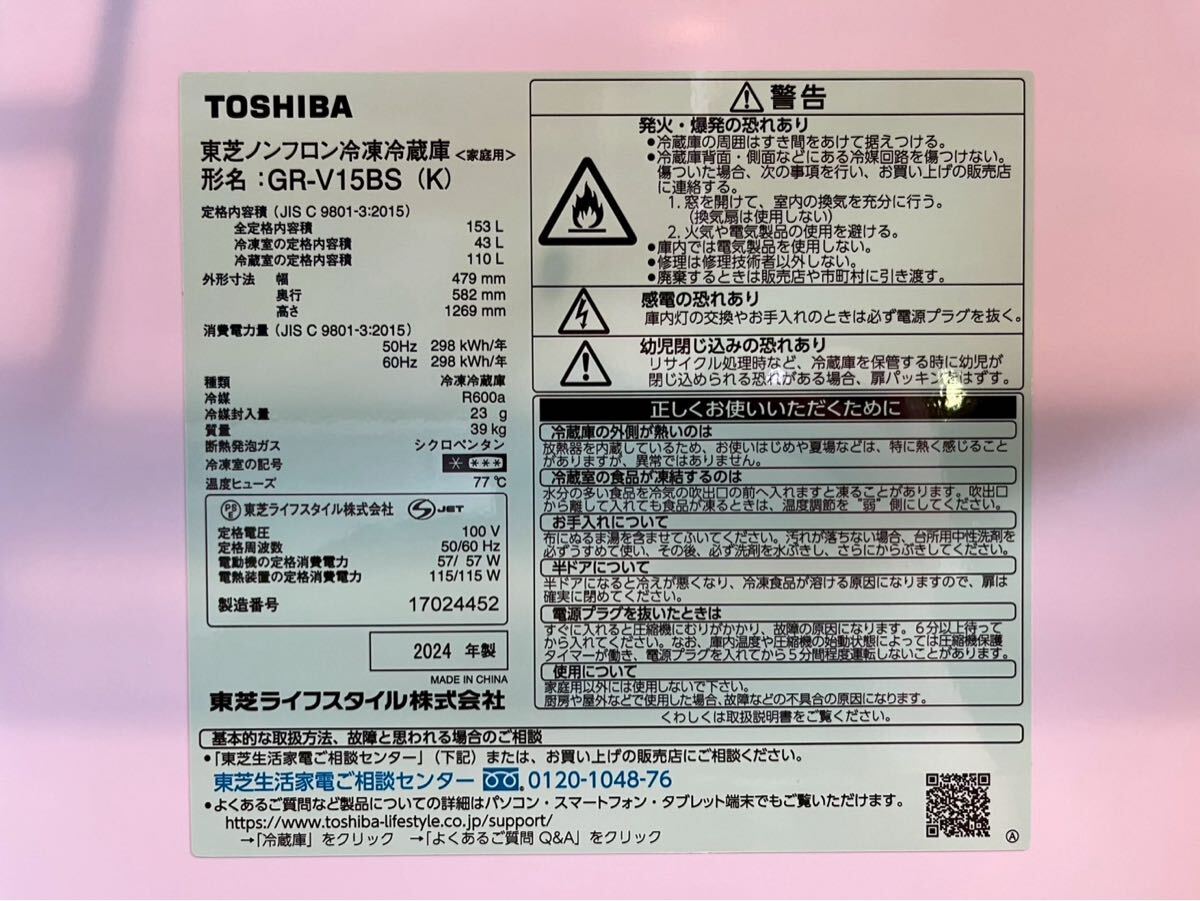 TOSHIBA
東芝ノンフロン冷凍冷蔵庫 <家庭用>
形名：GR-V15BS (K)
定格内容積 (JIS C 9801-3:2015)
全定格内容積 153 L
冷凍室の定格内容積 43 L
冷蔵室の定格内容積 110 L
外形寸法 幅 479 mm
奥行 582 mm
高さ 1269 mm
消費電力量 (JIS C 9801-3:2015)
50Hz 298 kWh/年
60Hz 298 kWh/年
種類 冷凍冷蔵庫
冷媒 R600a
冷媒封入量 23 g
質量 39 kg
断熱発泡ガス シクロペンタン
冷凍室の記号 * ***
温度ヒューズ 77 ℃
PS E 東芝ライフスタイル株式会社 JET
定格電圧 100 V
定格周波数 50/60 Hz
電動機の定格消費電力 57/ 57 W
電熱装置の定格消費電力 115/115 W
製造番号 17024452
2024 年製
MADE IN CHINA
東芝ライフスタイル株式会社
警告
発火・爆発の恐れあり
●冷蔵庫の周囲はすき間をあけて据えつける。
●冷蔵庫背面・側面などにある冷媒回路を傷つけない。
傷ついた場合、次の事項を行い、お買い上げの販売店
に連絡する。
1. 窓を開けて、室内の換気を充分に行う。
(換気扇は使用しない)
2. 火気や電気製品の使用を避ける。
●庫内では電気製品を使用しない。
●修理は修理技術者以外しない。
●廃棄するときは販売店や市町村に引き渡す。
感電の恐れあり
庫内灯の交換やお手入れのときは必ず電源プラグを抜く。
幼児閉じ込みの恐れあり
リサイクル処理時など、冷蔵庫を保管する時に幼児が
閉じ込められる恐れがある場合、扉パッキンをはずす。
正しくお使いいただくために
冷蔵庫の外側が熱いのは
放熱器を内蔵しているため、お使いはじめや夏場などは、特に熱く感じること
がありますが、異常ではありません。
冷蔵室の食品が凍結するのは
水分の多い食品を冷気の吹出口の前へ入れますと凍ることがあります。吹出口
から離して入れても食品が凍るときは、温度調節を“弱”側にしてください。
お手入れについて
布にぬるま湯を含ませてふいてください。汚れが落ちない場合、台所用中性洗剤を
必ずうすめて使い、その後、必ず洗剤を水ぶきし、さらにからぶきしてください。
半ドアについて
半ドアになると冷えが悪くなり、冷凍食品が溶ける原因になりますので、扉は
確実に閉めてください。
電源プラグを抜いたときは
すぐに入れると圧縮機にむりがかかり、故障の原因になります。6分以上待って
から入れてください。なお、庫内温度や圧縮機の始動状態によっては圧縮機保護
タイマーが働き、電源プラグを入れてから5分間程度運転しないことがあります。
使用について
家庭用以外には使用しないで下さい。
厨房や屋外などで使用した場合、故障などの不具合の原因になります。
くわしくは取扱説明書をご覧ください。
基本的な取扱方法、故障と思われる場合のご相談
●「東芝生活家電ご相談センター」（下記）または、お買い上げの販売店にご相談ください。
東芝生活家電ご相談センター 0120-1048-76
●よくあるご質問など製品についての詳細はパソコン・スマートフォン・タブレット端末でもご覧いただけます。
https://www.toshiba-lifestyle.co.jp/support/
→「冷蔵庫」をクリック →「よくあるご質問 Q&A」をクリック
Ⓐ